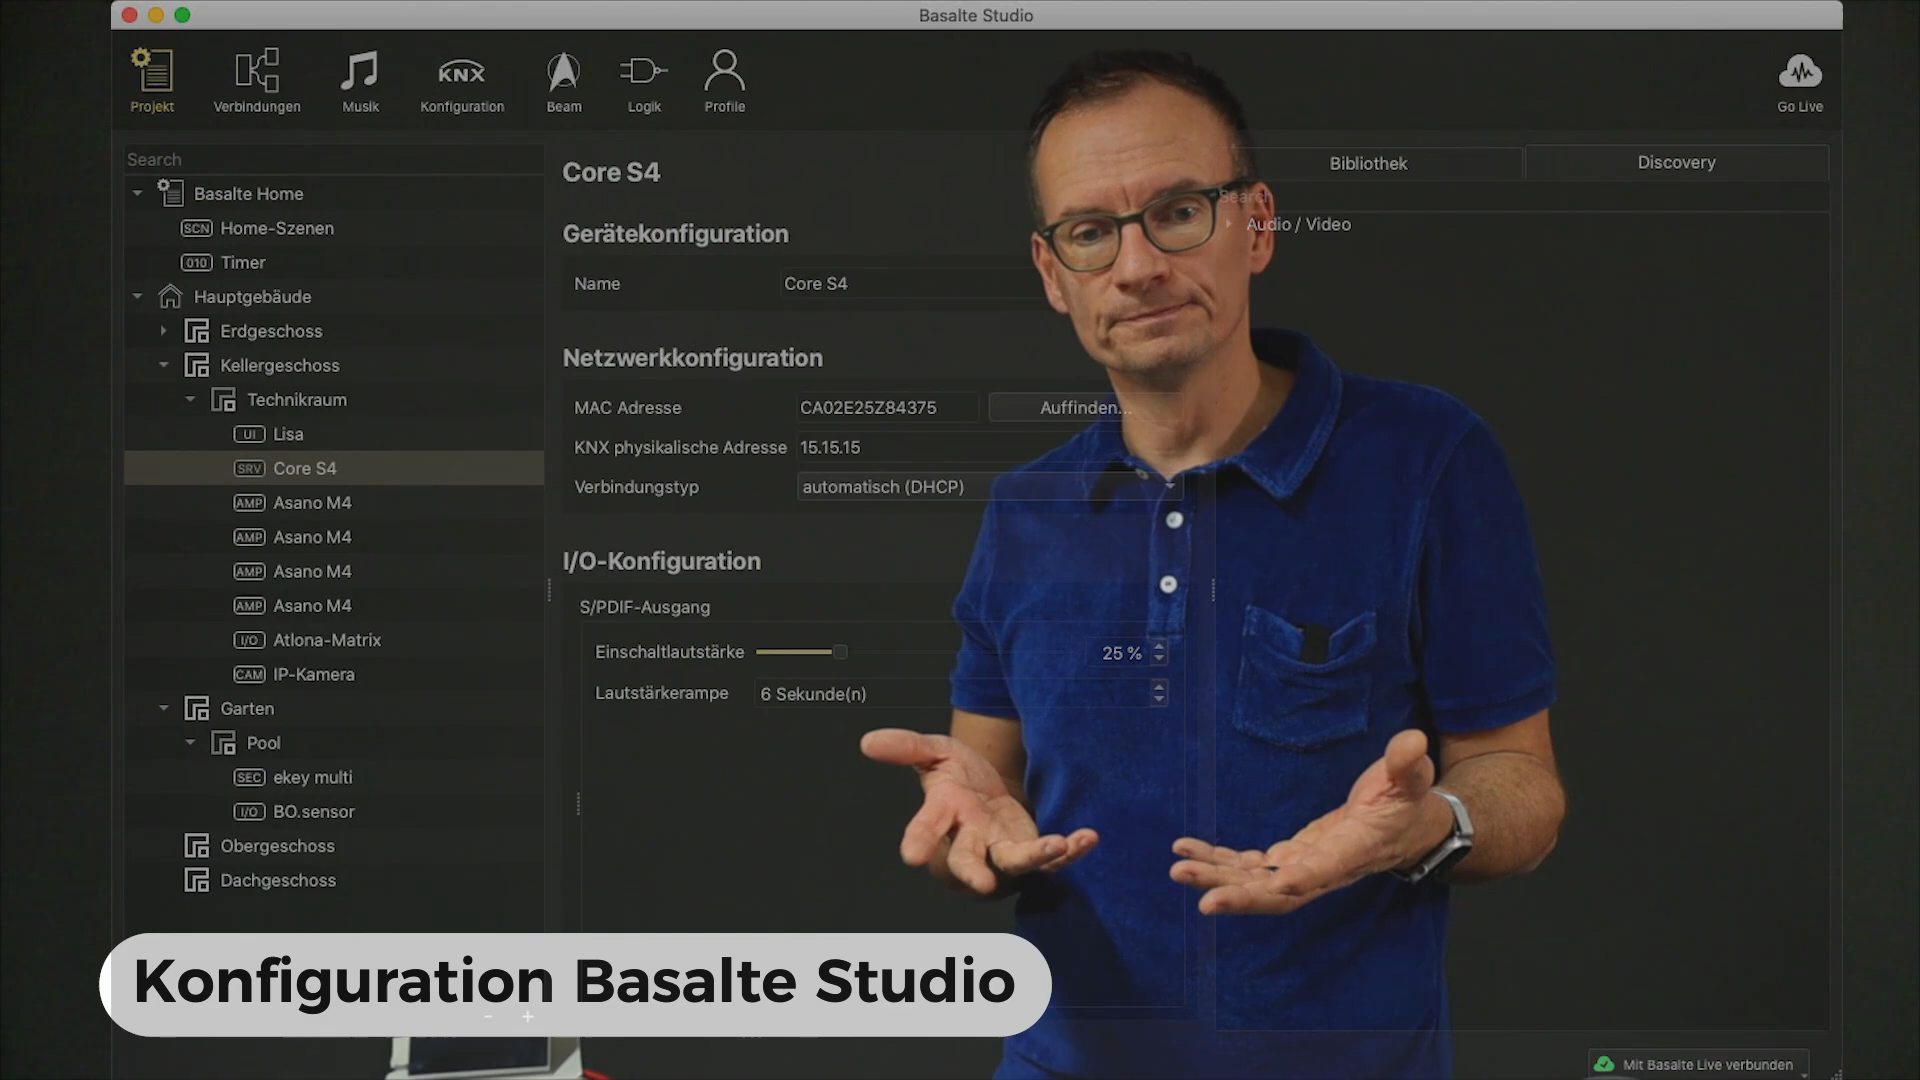 Basalte Studio
Projekt
Verbindungen
Musik
KNX
Konfiguration
Beam
Logik
Profile
Go Live
Search
Basalte Home
SCN Home-Szenen
010 Timer
Hauptgebäude
Erdgeschoss
Kellergeschoss
Technikraum
UI Lisa
SRV Core S4
AMP Asano M4
AMP Asano M4
AMP Asano M4
AMP Asano M4
I/O Atlona-Matrix
CAM IP-Kamera
Garten
Pool
SEC ekey multi
I/O BO.sensor
Obergeschoss
Dachgeschoss
Core S4
Gerätekonfiguration
Name Core S4
Netzwerkkonfiguration
MAC Adresse CA02E25Z84375 Auffinden...
KNX physikalische Adresse 15.15.15
Verbindungstyp automatisch (DHCP)
I/O-Konfiguration
S/PDIF-Ausgang
Einschaltlautstärke 25 %
Lautstärkerampe 6 Sekunde(n)
Bibliothek
Discovery
Search
Audio / Video
Konfiguration Basalte Studio
- +
Mit Basalte Live verbunden